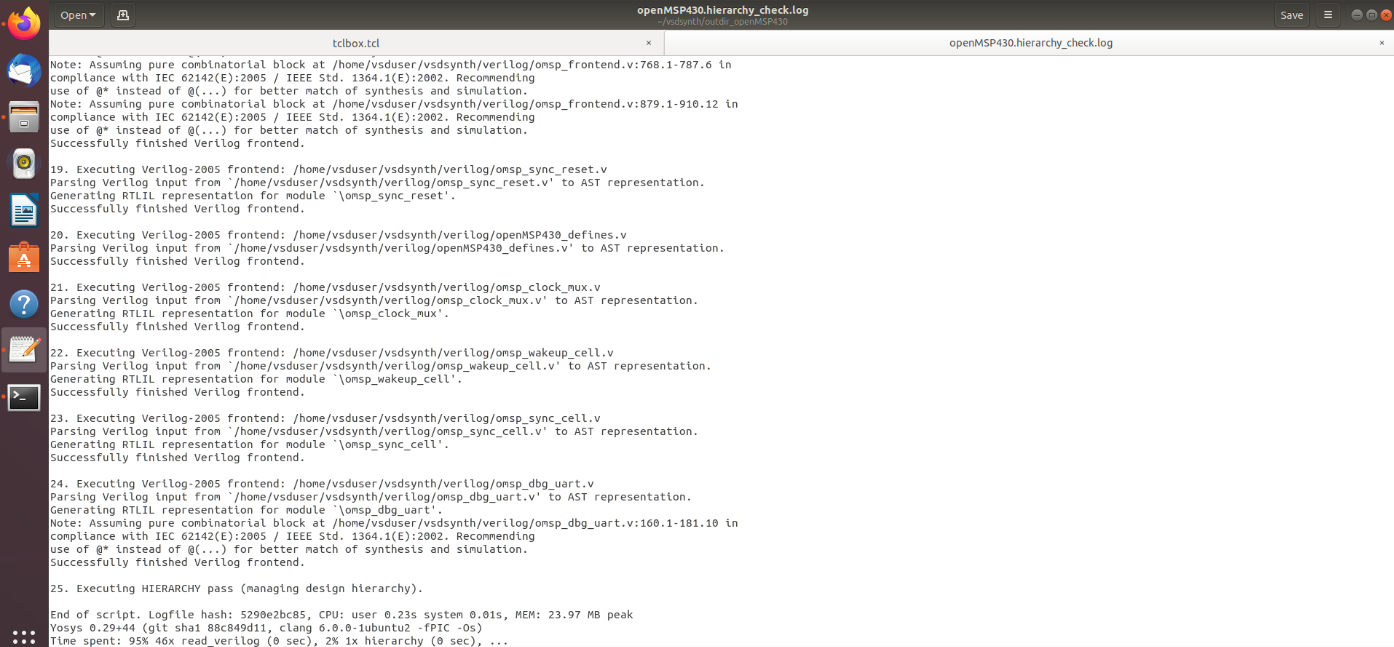 Open
openMSP430.hierarchy_check.log
~/vsdsynth/outdir_openMSP430
Save
tclbox.tcl ×
openMSP430.hierarchy_check.log ×
Note: Assuming pure combinatorial block at /home/vsduser/vsdsynth/verilog/omsp_frontend.v:768.1-787.6 in
compliance with IEC 62142(E):2005 / IEEE Std. 1364.1(E):2002. Recommending
use of @* instead of @(...) for better match of synthesis and simulation.
Note: Assuming pure combinatorial block at /home/vsduser/vsdsynth/verilog/omsp_frontend.v:879.1-910.12 in
compliance with IEC 62142(E):2005 / IEEE Std. 1364.1(E):2002. Recommending
use of @* instead of @(...) for better match of synthesis and simulation.
Successfully finished Verilog frontend.

19. Executing Verilog-2005 frontend: /home/vsduser/vsdsynth/verilog/omsp_sync_reset.v
Parsing Verilog input from `/home/vsduser/vsdsynth/verilog/omsp_sync_reset.v' to AST representation.
Generating RTLIL representation for module `\omsp_sync_reset'.
Successfully finished Verilog frontend.

20. Executing Verilog-2005 frontend: /home/vsduser/vsdsynth/verilog/openMSP430_defines.v
Parsing Verilog input from `/home/vsduser/vsdsynth/verilog/openMSP430_defines.v' to AST representation.
Successfully finished Verilog frontend.

21. Executing Verilog-2005 frontend: /home/vsduser/vsdsynth/verilog/omsp_clock_mux.v
Parsing Verilog input from `/home/vsduser/vsdsynth/verilog/omsp_clock_mux.v' to AST representation.
Generating RTLIL representation for module `\omsp_clock_mux'.
Successfully finished Verilog frontend.

22. Executing Verilog-2005 frontend: /home/vsduser/vsdsynth/verilog/omsp_wakeup_cell.v
Parsing Verilog input from `/home/vsduser/vsdsynth/verilog/omsp_wakeup_cell.v' to AST representation.
Generating RTLIL representation for module `\omsp_wakeup_cell'.
Successfully finished Verilog frontend.

23. Executing Verilog-2005 frontend: /home/vsduser/vsdsynth/verilog/omsp_sync_cell.v
Parsing Verilog input from `/home/vsduser/vsdsynth/verilog/omsp_sync_cell.v' to AST representation.
Generating RTLIL representation for module `\omsp_sync_cell'.
Successfully finished Verilog frontend.

24. Executing Verilog-2005 frontend: /home/vsduser/vsdsynth/verilog/omsp_dbg_uart.v
Parsing Verilog input from `/home/vsduser/vsdsynth/verilog/omsp_dbg_uart.v' to AST representation.
Generating RTLIL representation for module `\omsp_dbg_uart'.
Note: Assuming pure combinatorial block at /home/vsduser/vsdsynth/verilog/omsp_dbg_uart.v:160.1-181.10 in
compliance with IEC 62142(E):2005 / IEEE Std. 1364.1(E):2002. Recommending
use of @* instead of @(...) for better match of synthesis and simulation.
Successfully finished Verilog frontend.

25. Executing HIERARCHY pass (managing design hierarchy).

End of script. Logfile hash: 5290e2bc85, CPU: user 0.23s system 0.01s, MEM: 23.97 MB peak
Yosys 0.29+44 (git sha1 88c849d11, clang 6.0.0-1ubuntu2 -fPIC -Os)
Time spent: 95% 46x read_verilog (0 sec), 2% 1x hierarchy (0 sec), ...